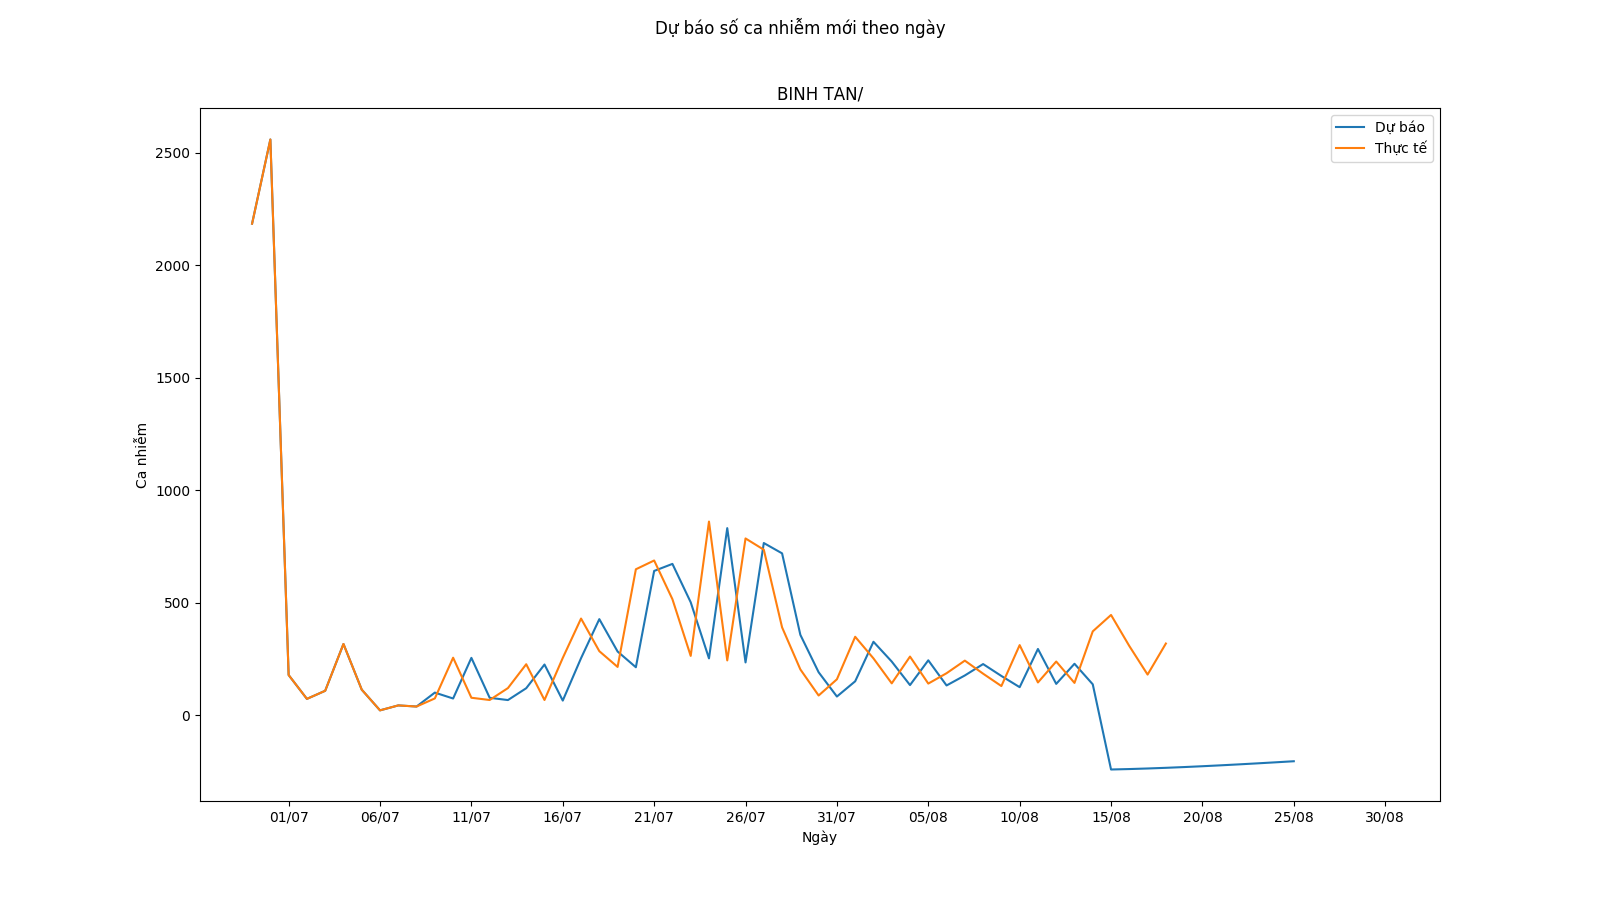 Dự báo số ca nhiễm mới theo ngày
BINH TAN/
Dự báo
Thực tế
2500
2000
1500
1000
500
0
Ca nhiễm
01/07 06/07 11/07 16/07 21/07 26/07 31/07 05/08 10/08 15/08 20/08 25/08 30/08
Ngày